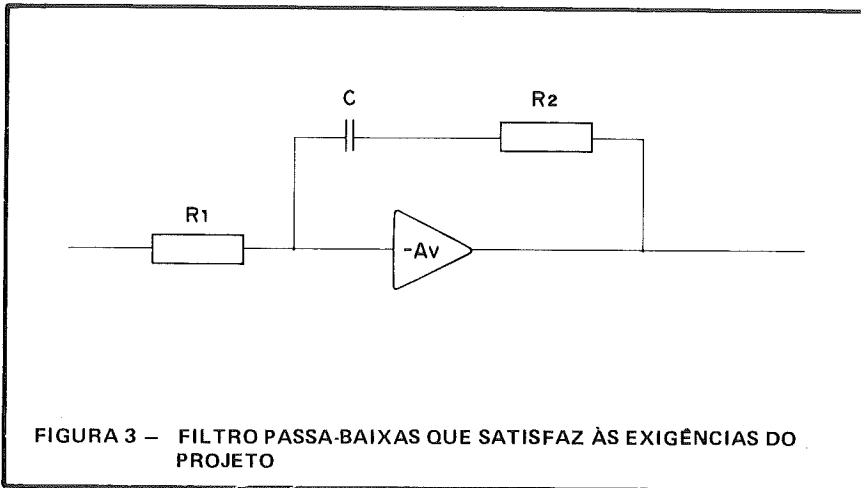 C
R2
R1
-Av
FIGURA 3 – FILTRO PASSA-BAIXAS QUE SATISFAZ ÀS EXIGÊNCIAS DO
PROJETO